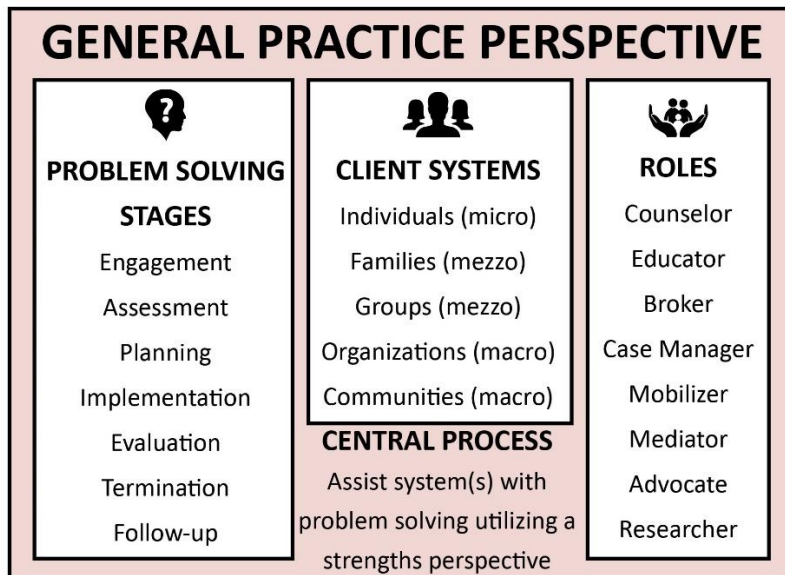 GENERAL PRACTICE PERSPECTIVE
?
PROBLEM SOLVING
STAGES
Engagement
Assessment
Planning
Implementation
Evaluation
Termination
Follow-up
CLIENT SYSTEMS
Individuals (micro)
Families (mezzo)
Groups (mezzo)
Organizations (macro)
Communities (macro)
CENTRAL PROCESS
Assist system(s) with
problem solving utilizing a
strengths perspective
ROLES
Counselor
Educator
Broker
Case Manager
Mobilizer
Mediator
Advocate
Researcher